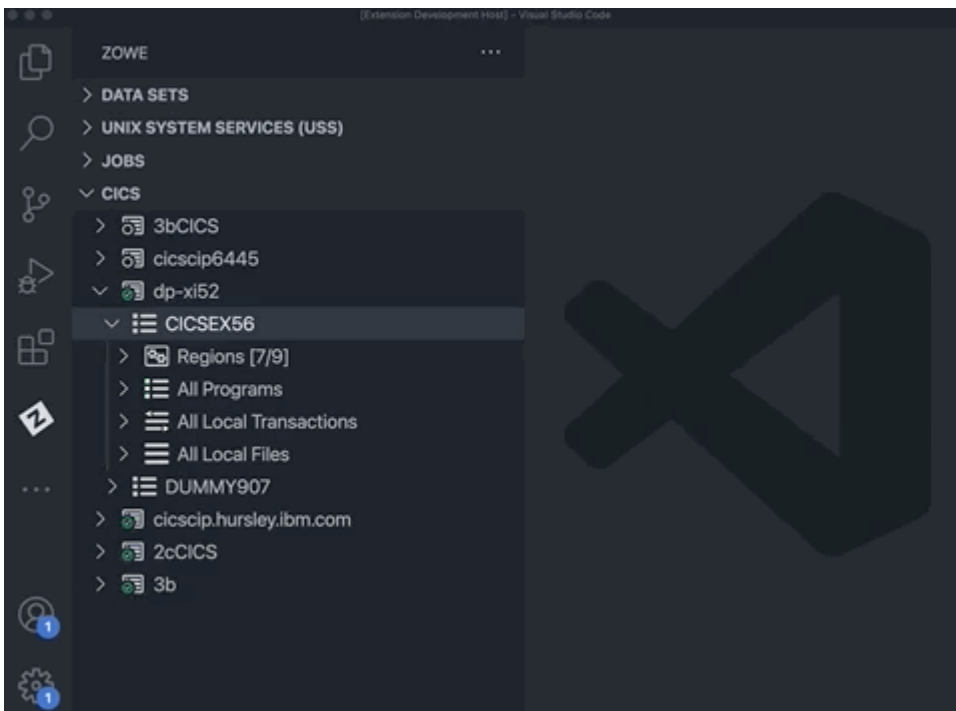 [Extension Development Host] - Visual Studio Code
ZOWE
DATA SETS
UNIX SYSTEM SERVICES (USS)
JOBS
CICS
3bCICS
cicscip6445
dp-xi52
CICSEX56
Regions [7/9]
All Programs
All Local Transactions
All Local Files
DUMMY907
cicscip.hursley.ibm.com
2cCICS
3b
1
1